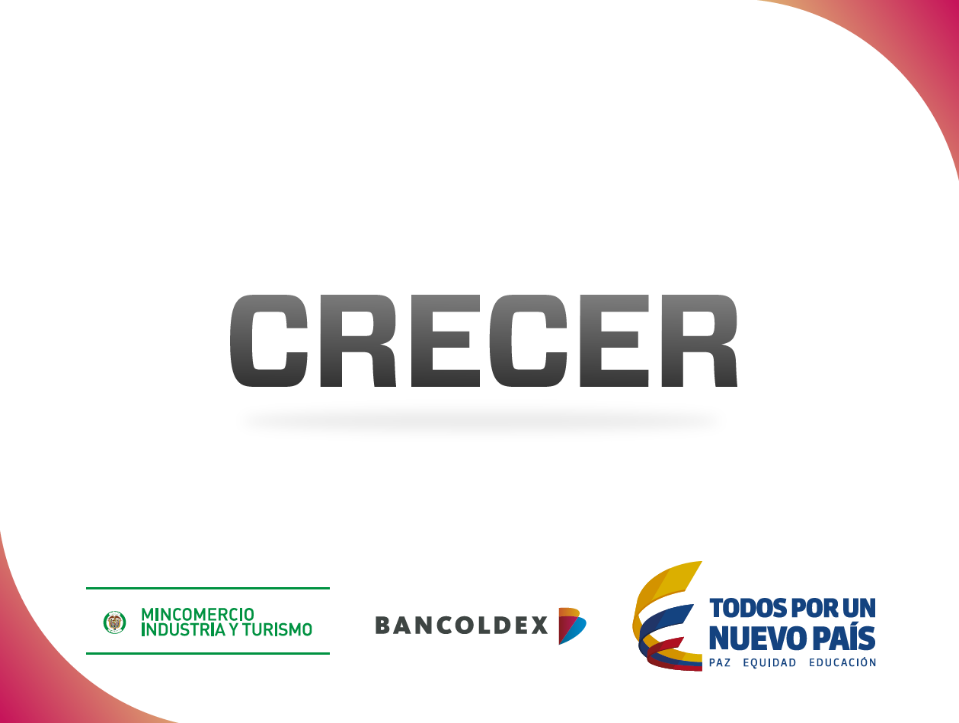 CRECER
MINCOMERCIO
INDUSTRIA Y TURISMO
BANCOLDEX
TODOS POR UN
NUEVO PAÍS
PAZ EQUIDAD EDUCACIÓN